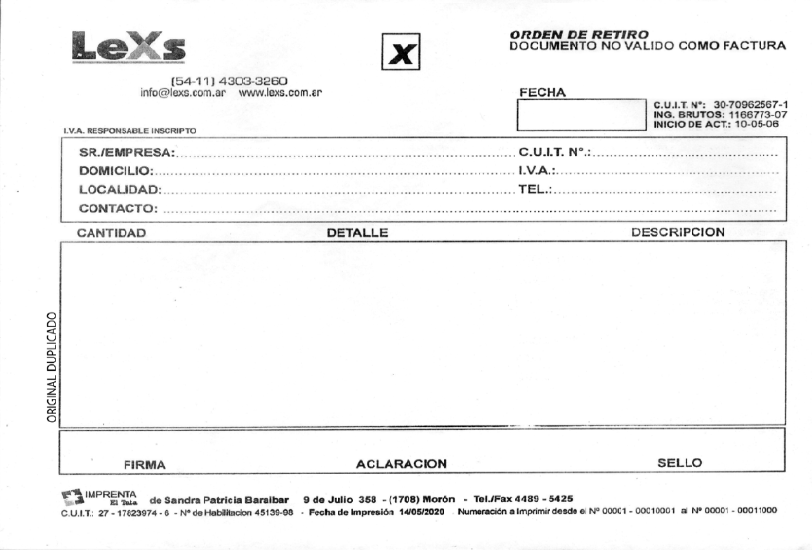 LeXs
X
ORDEN DE RETIRO
DOCUMENTO NO VALIDO COMO FACTURA
(54-11) 4303-3260
info@lexs.com.ar www.lexs.com.ar
FECHA
C.U.I.T. N°: 30-70962567-1
ING. BRUTOS: 1166773-07
INICIO DE ACT.: 10-05-06
I.V.A. RESPONSABLE INSCRIPTO
SR./EMPRESA: C.U.I.T. N°.:
DOMICILIO: I.V.A.:
LOCALIDAD: TEL.:
CONTACTO:
CANTIDAD DETALLE DESCRIPCION
ORIGINAL DUPLICADO
FIRMA ACLARACION SELLO
IMPRENTA
El Tala
de Sandra Patricia Baraibar 9 de Julio 358 - (1708) Morón - Tel./Fax 4489 - 5425
C.U.I.T.: 27 - 17623974 - 6 - N° de Habilitacion 45139-98 - Fecha de Impresión 14/05/2020 Numeración a Imprimir desde el N° 00001 - 00010001 al N° 00001 - 00011000